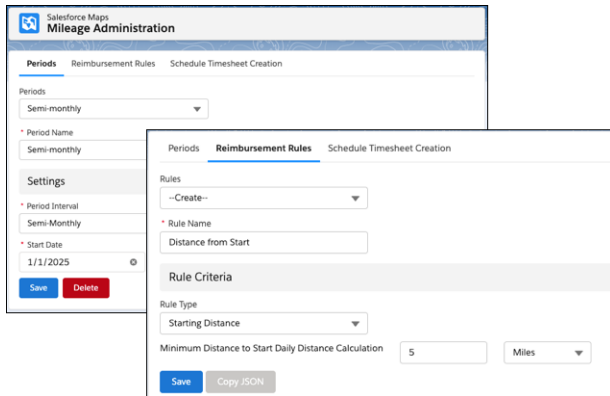 Salesforce Maps
Mileage Administration
Periods Reimbursement Rules Schedule Timesheet Creation
Periods
Semi-monthly
* Period Name
Semi-monthly
Settings
* Period Interval
Semi-Monthly
* Start Date
1/1/2025
Save Delete
Periods Reimbursement Rules Schedule Timesheet Creation
Rules
--Create--
* Rule Name
Distance from Start
Rule Criteria
Rule Type
Starting Distance
Minimum Distance to Start Daily Distance Calculation 5 Miles
Save Copy JSON